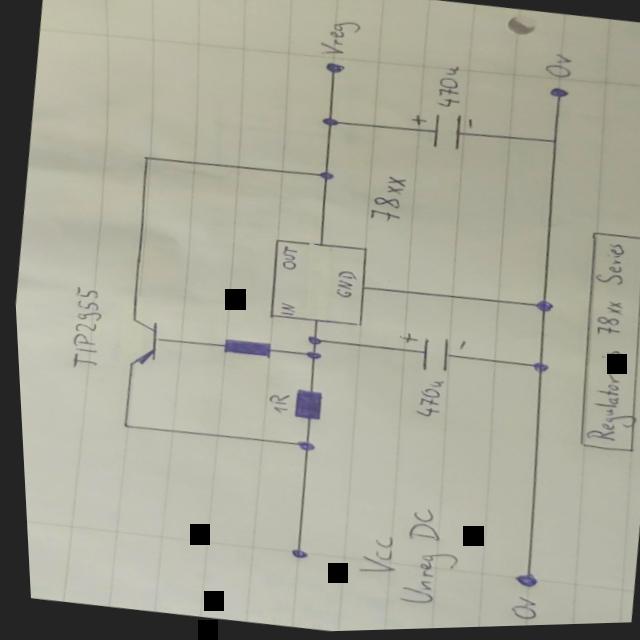 TIP2955
Vreg
0v
+
470u
-
78xx
OUT
IN
GND
1R
+
470u
-
Vcc
Unreg DC
0v
Regulator 78xx Series